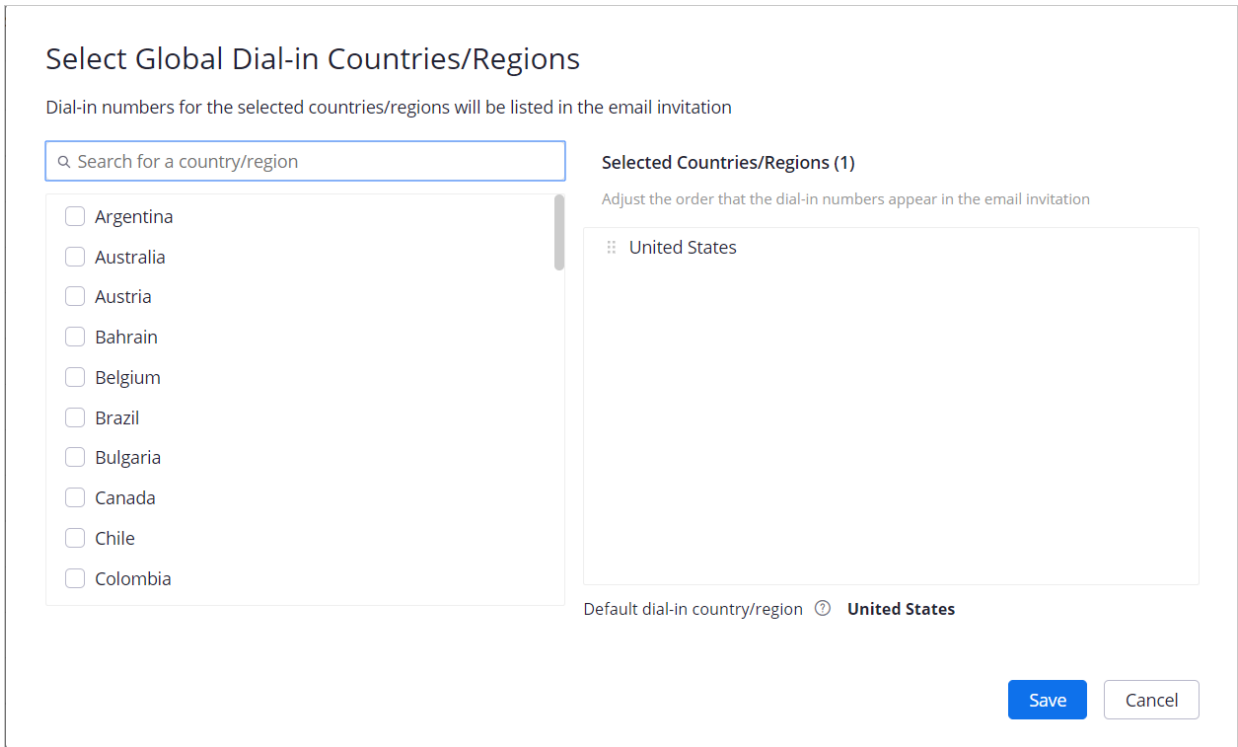 Select Global Dial-in Countries/Regions
Dial-in numbers for the selected countries/regions will be listed in the email invitation
Search for a country/region
Argentina
Australia
Austria
Bahrain
Belgium
Brazil
Bulgaria
Canada
Chile
Colombia
Selected Countries/Regions (1)
Adjust the order that the dial-in numbers appear in the email invitation
United States
Default dial-in country/region ? United States
Save Cancel